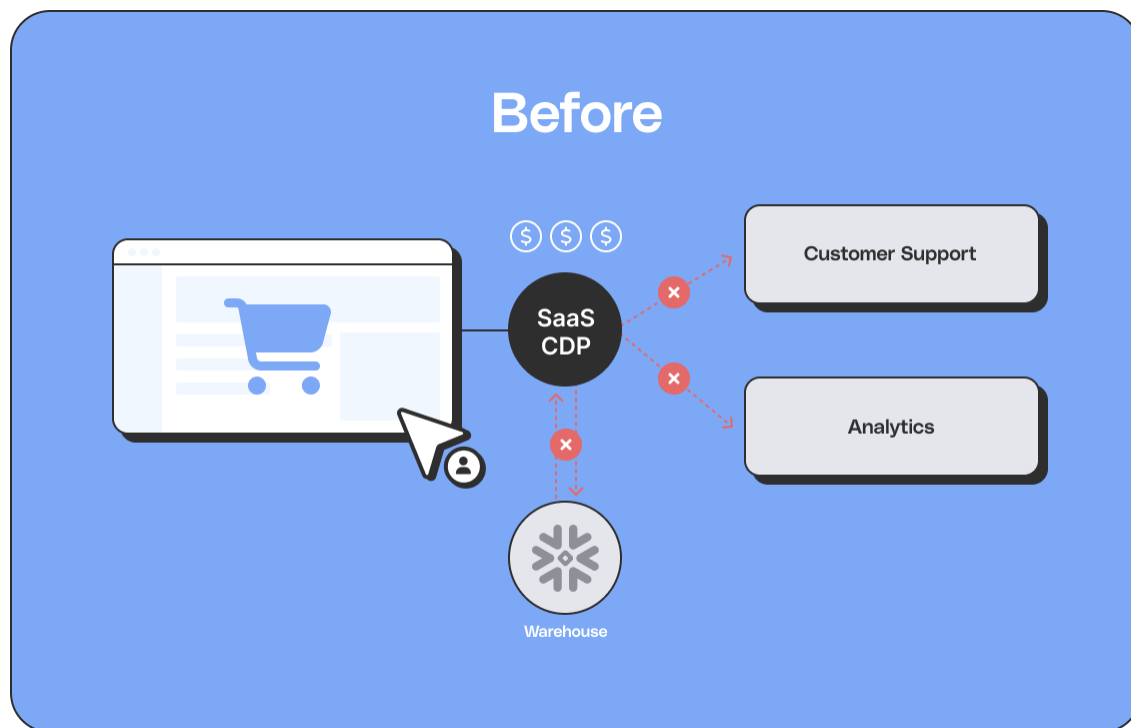 Before
$ $ $
SaaS
CDP
Customer Support
Analytics
Warehouse